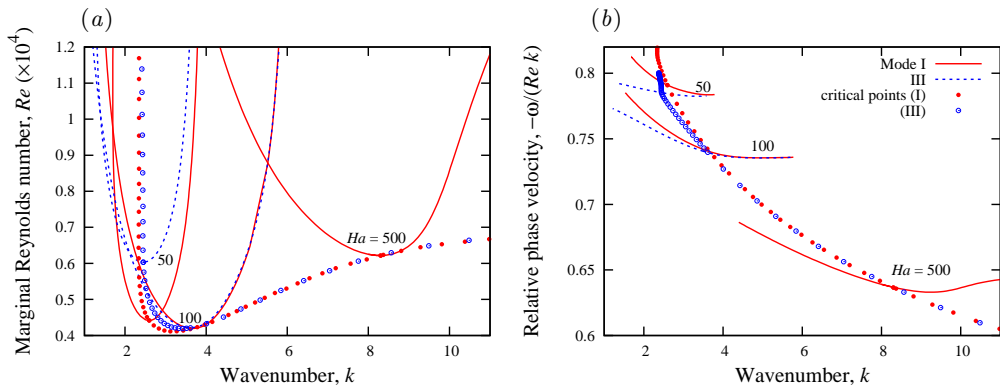 (a)
Marginal Reynolds number, Re (×10⁴)
1.2
1.1
1
0.9
0.8
0.7
0.6
0.5
0.4
50
100
Ha = 500
2 4 6 8 10
Wavenumber, k
(b)
Relative phase velocity, −ω/(Re k)
0.8
0.75
0.7
0.65
0.6
Mode I
III
critical points (I)
(III)
50
100
Ha = 500
2 4 6 8 10
Wavenumber, k